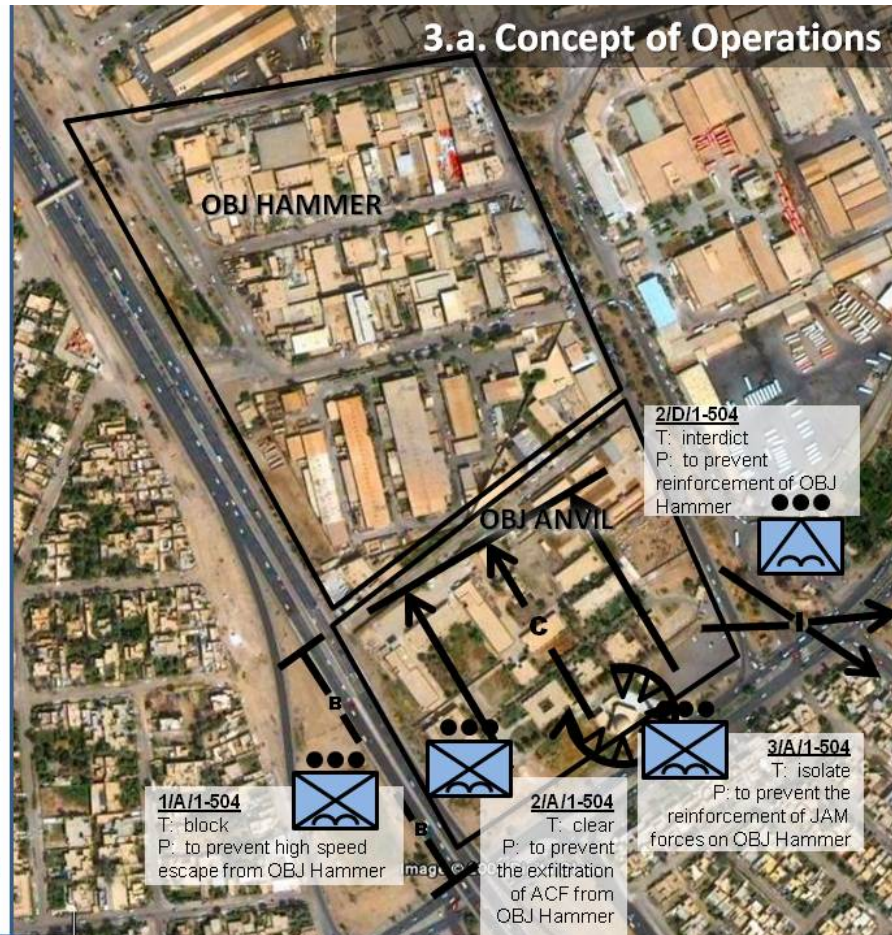 3.a. Concept of Operations
OBJ HAMMER
2/D/1-504
T: interdict
P: to prevent
reinforcement of OBJ
Hammer
OBJ ANVIL
C
I
B
B
1/A/1-504
T: block
P: to prevent high speed
escape from OBJ Hammer
2/A/1-504
T: clear
P: to prevent
the exfiltration
of ACF from
OBJ Hammer
3/A/1-504
T: isolate
P: to prevent the
reinforcement of JAM
forces on OBJ Hammer
Image ©